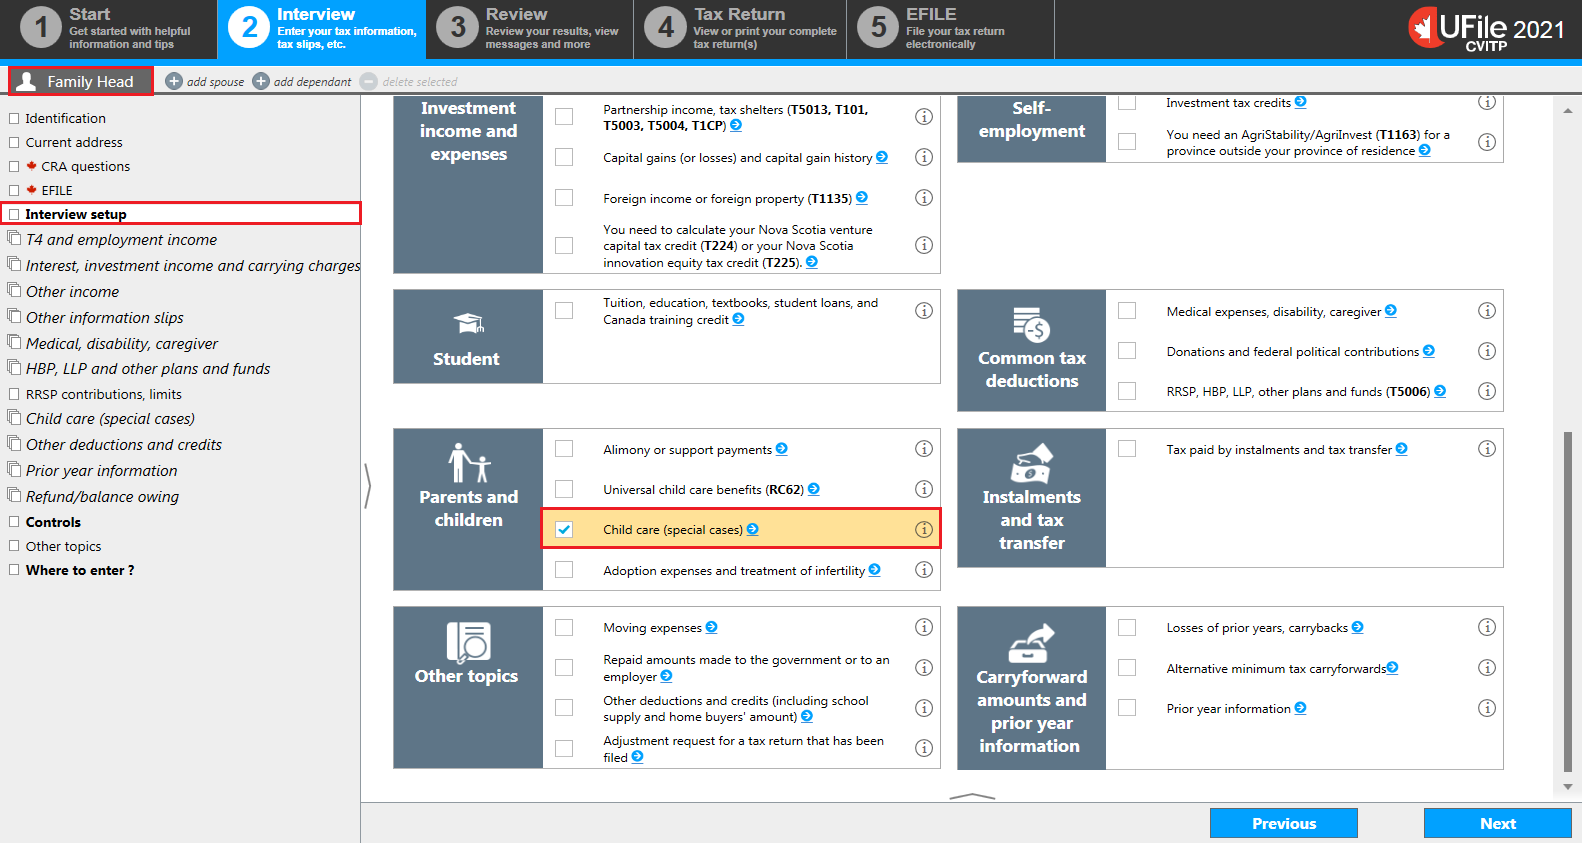 1
Start
Get started with helpful
information and tips
2
Interview
Enter your tax information,
tax slips, etc.
3
Review
Review your results, view
messages and more
4
Tax Return
View or print your complete
tax return(s)
5
EFILE
File your tax return
electronically
UFile 2021
CVITP
Family Head
add spouse
add dependant
delete selected
Identification
Current address
CRA questions
EFILE
Interview setup
T4 and employment income
Interest, investment income and carrying charges
Other income
Other information slips
Medical, disability, caregiver
HBP, LLP and other plans and funds
RRSP contributions, limits
Child care (special cases)
Other deductions and credits
Prior year information
Refund/balance owing
Controls
Other topics
Where to enter ?
Investment
income and
expenses
Partnership income, tax shelters (T5013, T101,
T5003, T5004, T1CP)
Capital gains (or losses) and capital gain history
Foreign income or foreign property (T1135)
You need to calculate your Nova Scotia venture
capital tax credit (T224) or your Nova Scotia
innovation equity tax credit (T225).
Self-
employment
Investment tax credits
You need an AgriStability/AgriInvest (T1163) for a
province outside your province of residence
Student
Tuition, education, textbooks, student loans, and
Canada training credit
Common tax
deductions
Medical expenses, disability, caregiver
Donations and federal political contributions
RRSP, HBP, LLP, other plans and funds (T5006)
Parents and
children
Alimony or support payments
Universal child care benefits (RC62)
Child care (special cases)
Adoption expenses and treatment of infertility
Instalments
and tax
transfer
Tax paid by instalments and tax transfer
Other topics
Moving expenses
Repaid amounts made to the government or to an
employer
Other deductions and credits (including school
supply and home buyers' amount)
Adjustment request for a tax return that has been
filed
Carryforward
amounts and
prior year
information
Losses of prior years, carrybacks
Alternative minimum tax carryforwards
Prior year information
Previous
Next